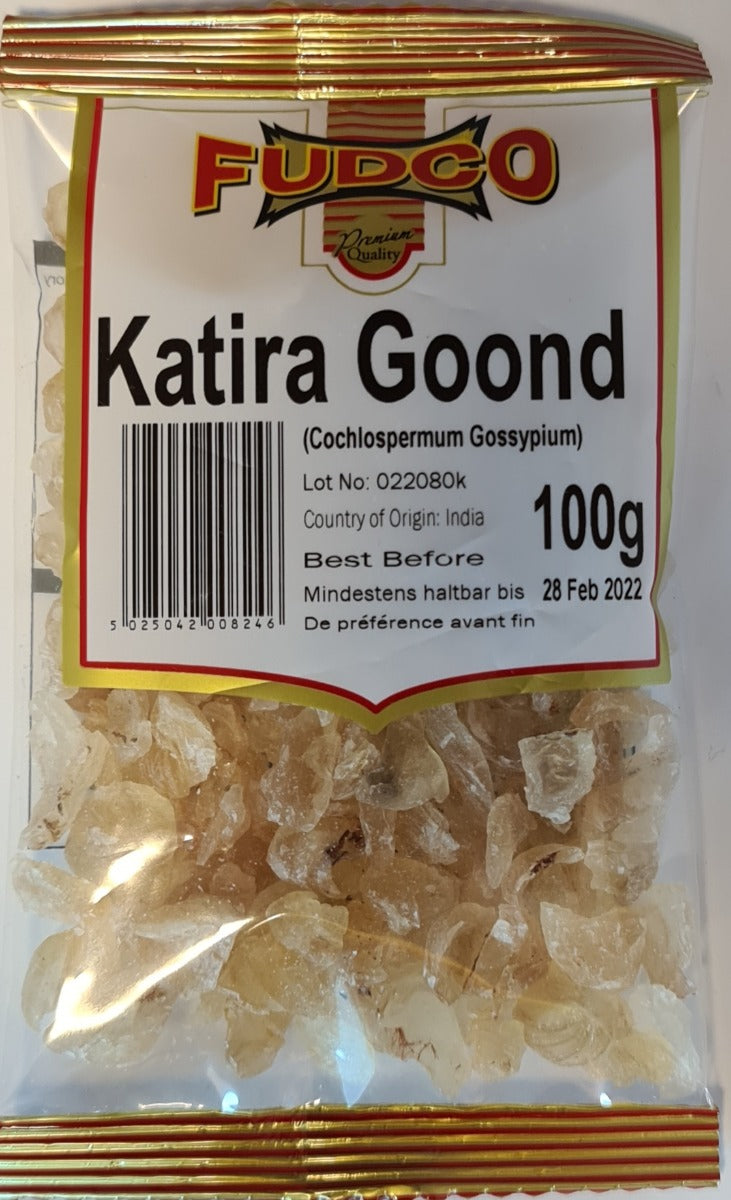 FUDCO
Premium
Quality
Katira Goond
(Cochlospermum Gossypium)
Lot No: 022080k
Country of Origin: India
100g
Best Before
Mindestens haltbar bis 28 Feb 2022
De préférence avant fin
5 025042 008246